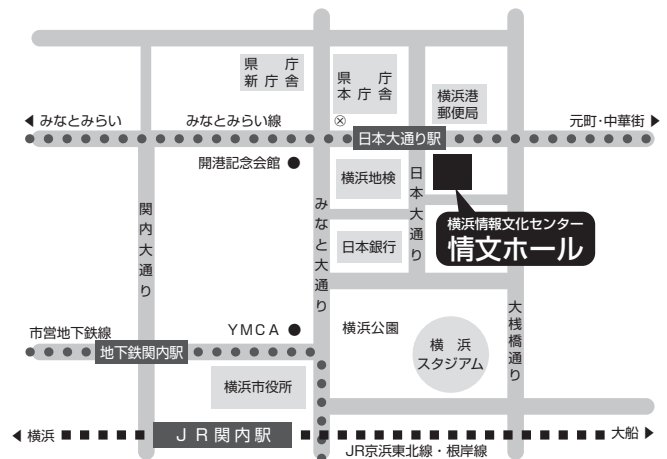 県　庁
新 庁 舎
県　庁
本 庁 舎
横浜港
郵便局
◀ みなとみらい
みなとみらい線
元町・中華街 ▶
日本大通り駅
開港記念会館
横浜地検
日本大通り
横浜情報文化センター
情文ホール
関内大通り
みなと大通り
日本銀行
大桟橋通り
市営地下鉄線
YMCA
横浜公園
横　浜
スタジアム
地下鉄関内駅
横浜市役所
◀ 横浜
ＪＲ関内駅
大船 ▶
JR京浜東北線・根岸線